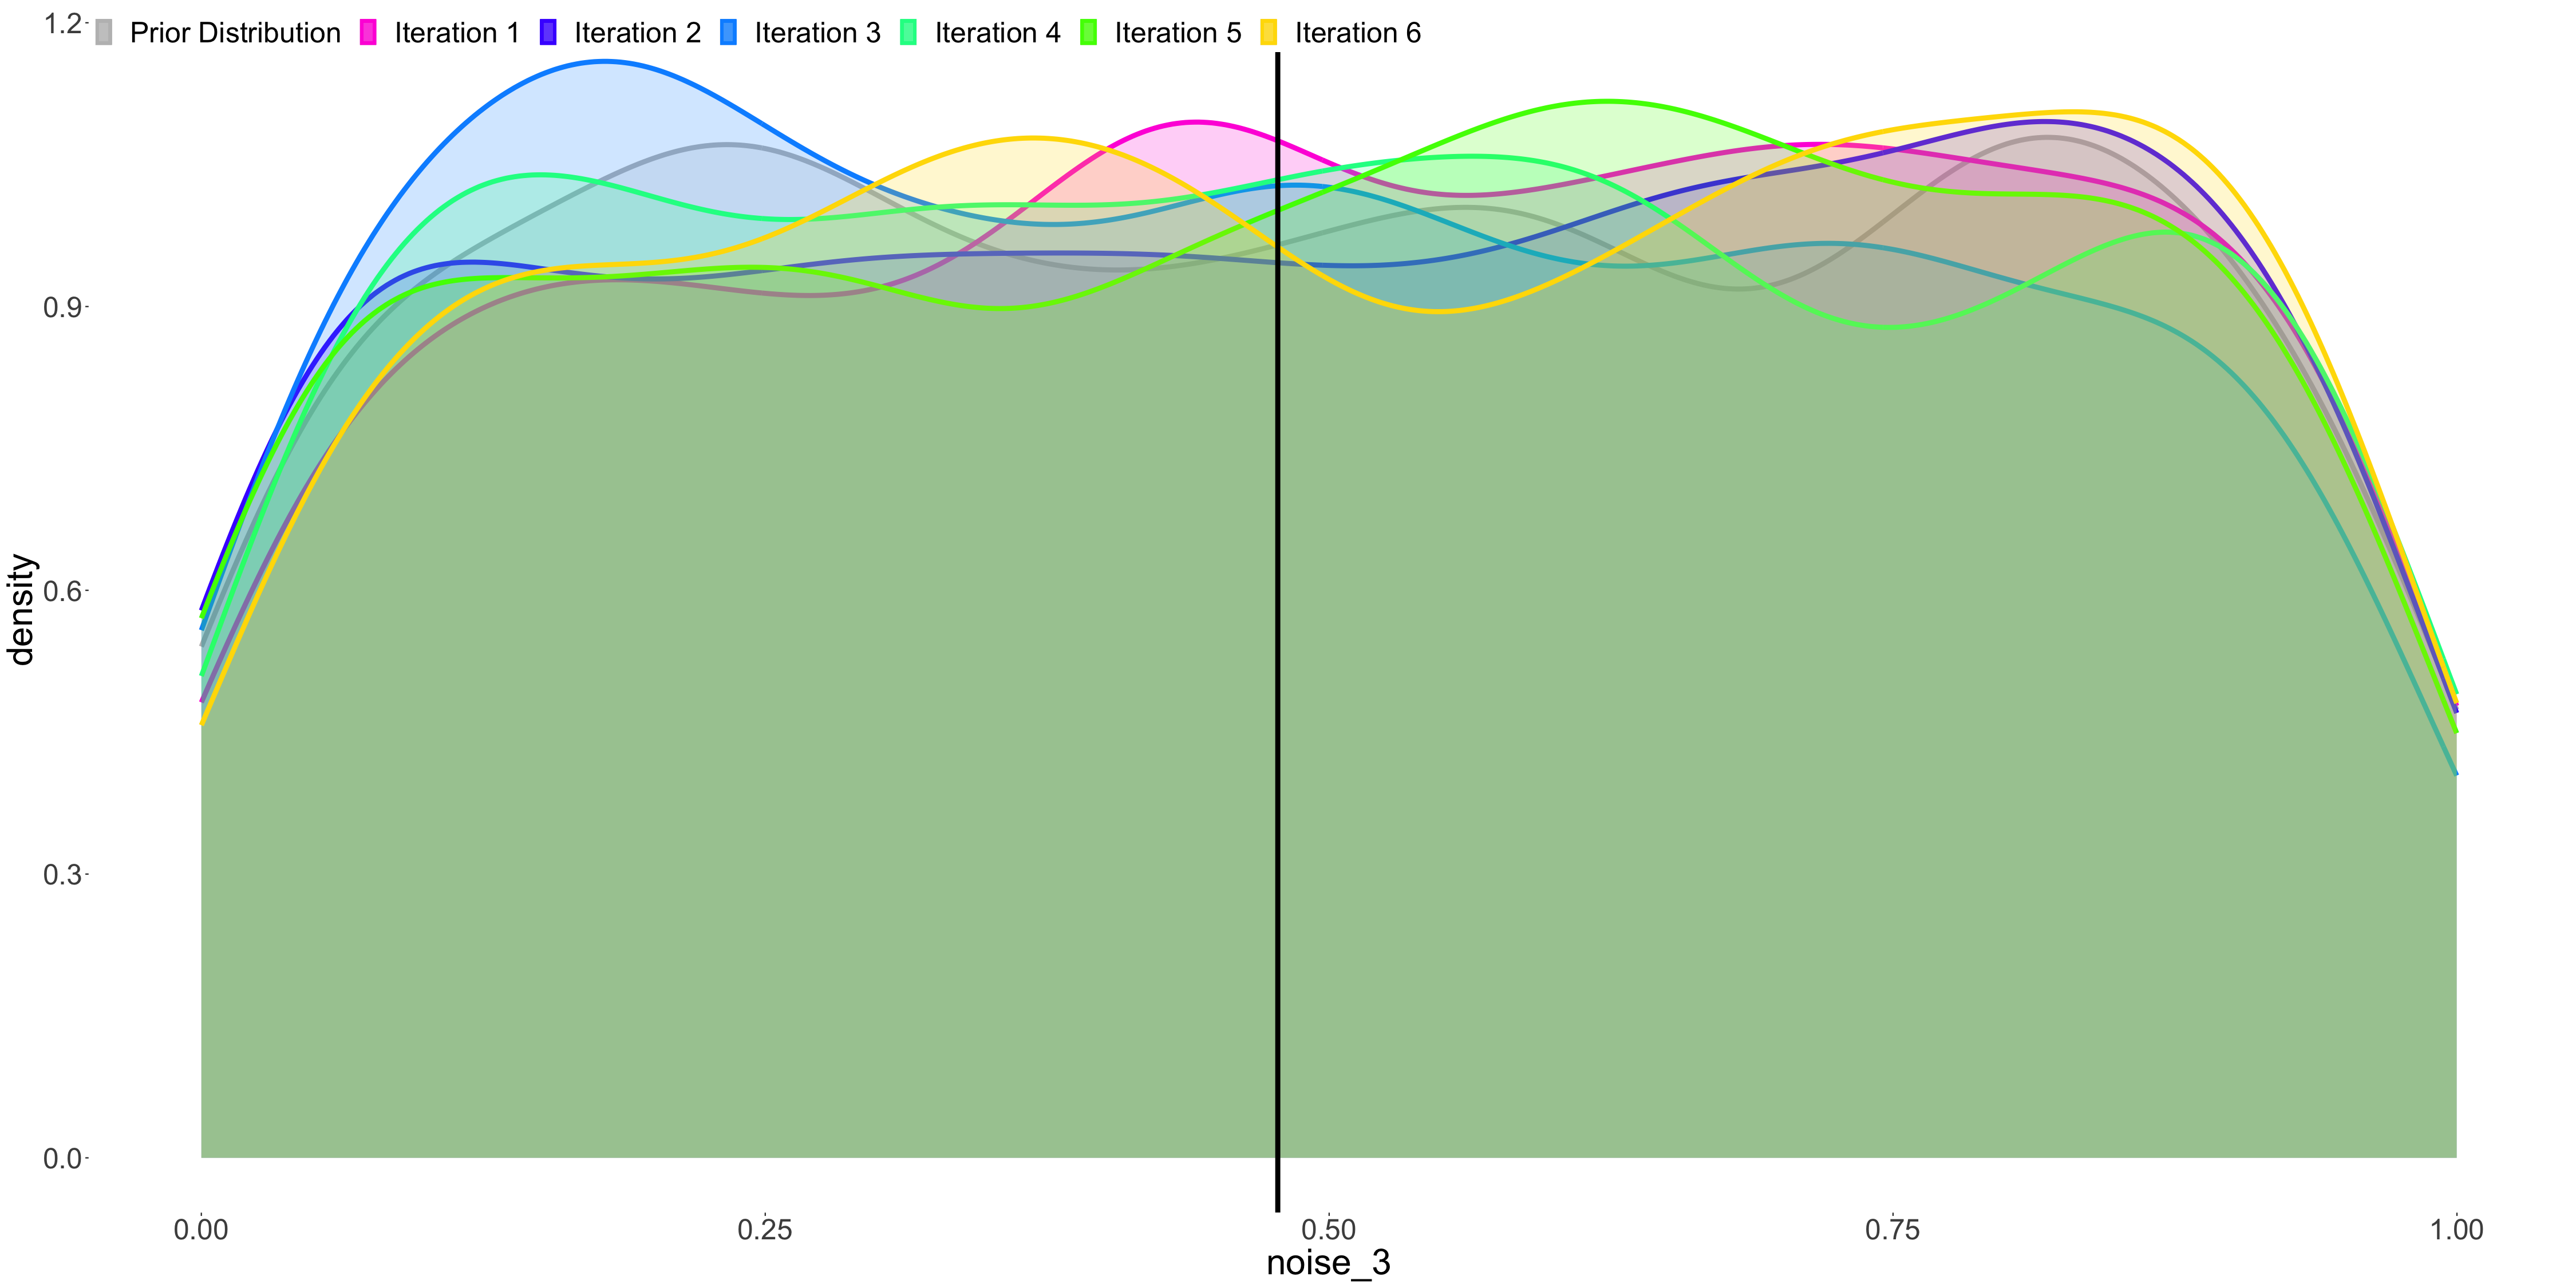 Prior Distribution Iteration 1 Iteration 2 Iteration 3 Iteration 4 Iteration 5 Iteration 6
1.2
0.9
0.6
0.3
0.0
density
0.00 0.25 0.50 0.75 1.00
noise_3